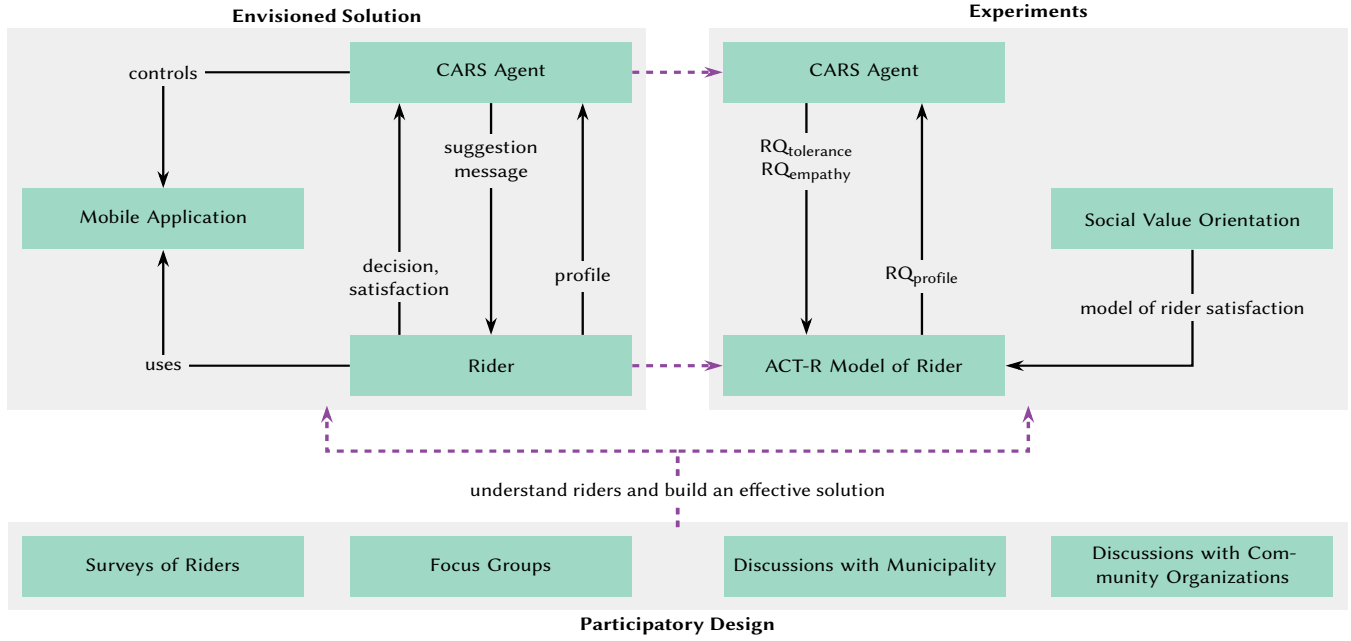 Envisioned Solution
Experiments
CARS Agent
controls
suggestion
message
Mobile Application
decision,
satisfaction
profile
uses
Rider
CARS Agent
RQtolerance
RQempathy
Social Value Orientation
RQprofile
model of rider satisfaction
ACT-R Model of Rider
understand riders and build an effective solution
Surveys of Riders
Focus Groups
Discussions with Municipality
Discussions with Com-
munity Organizations
Participatory Design